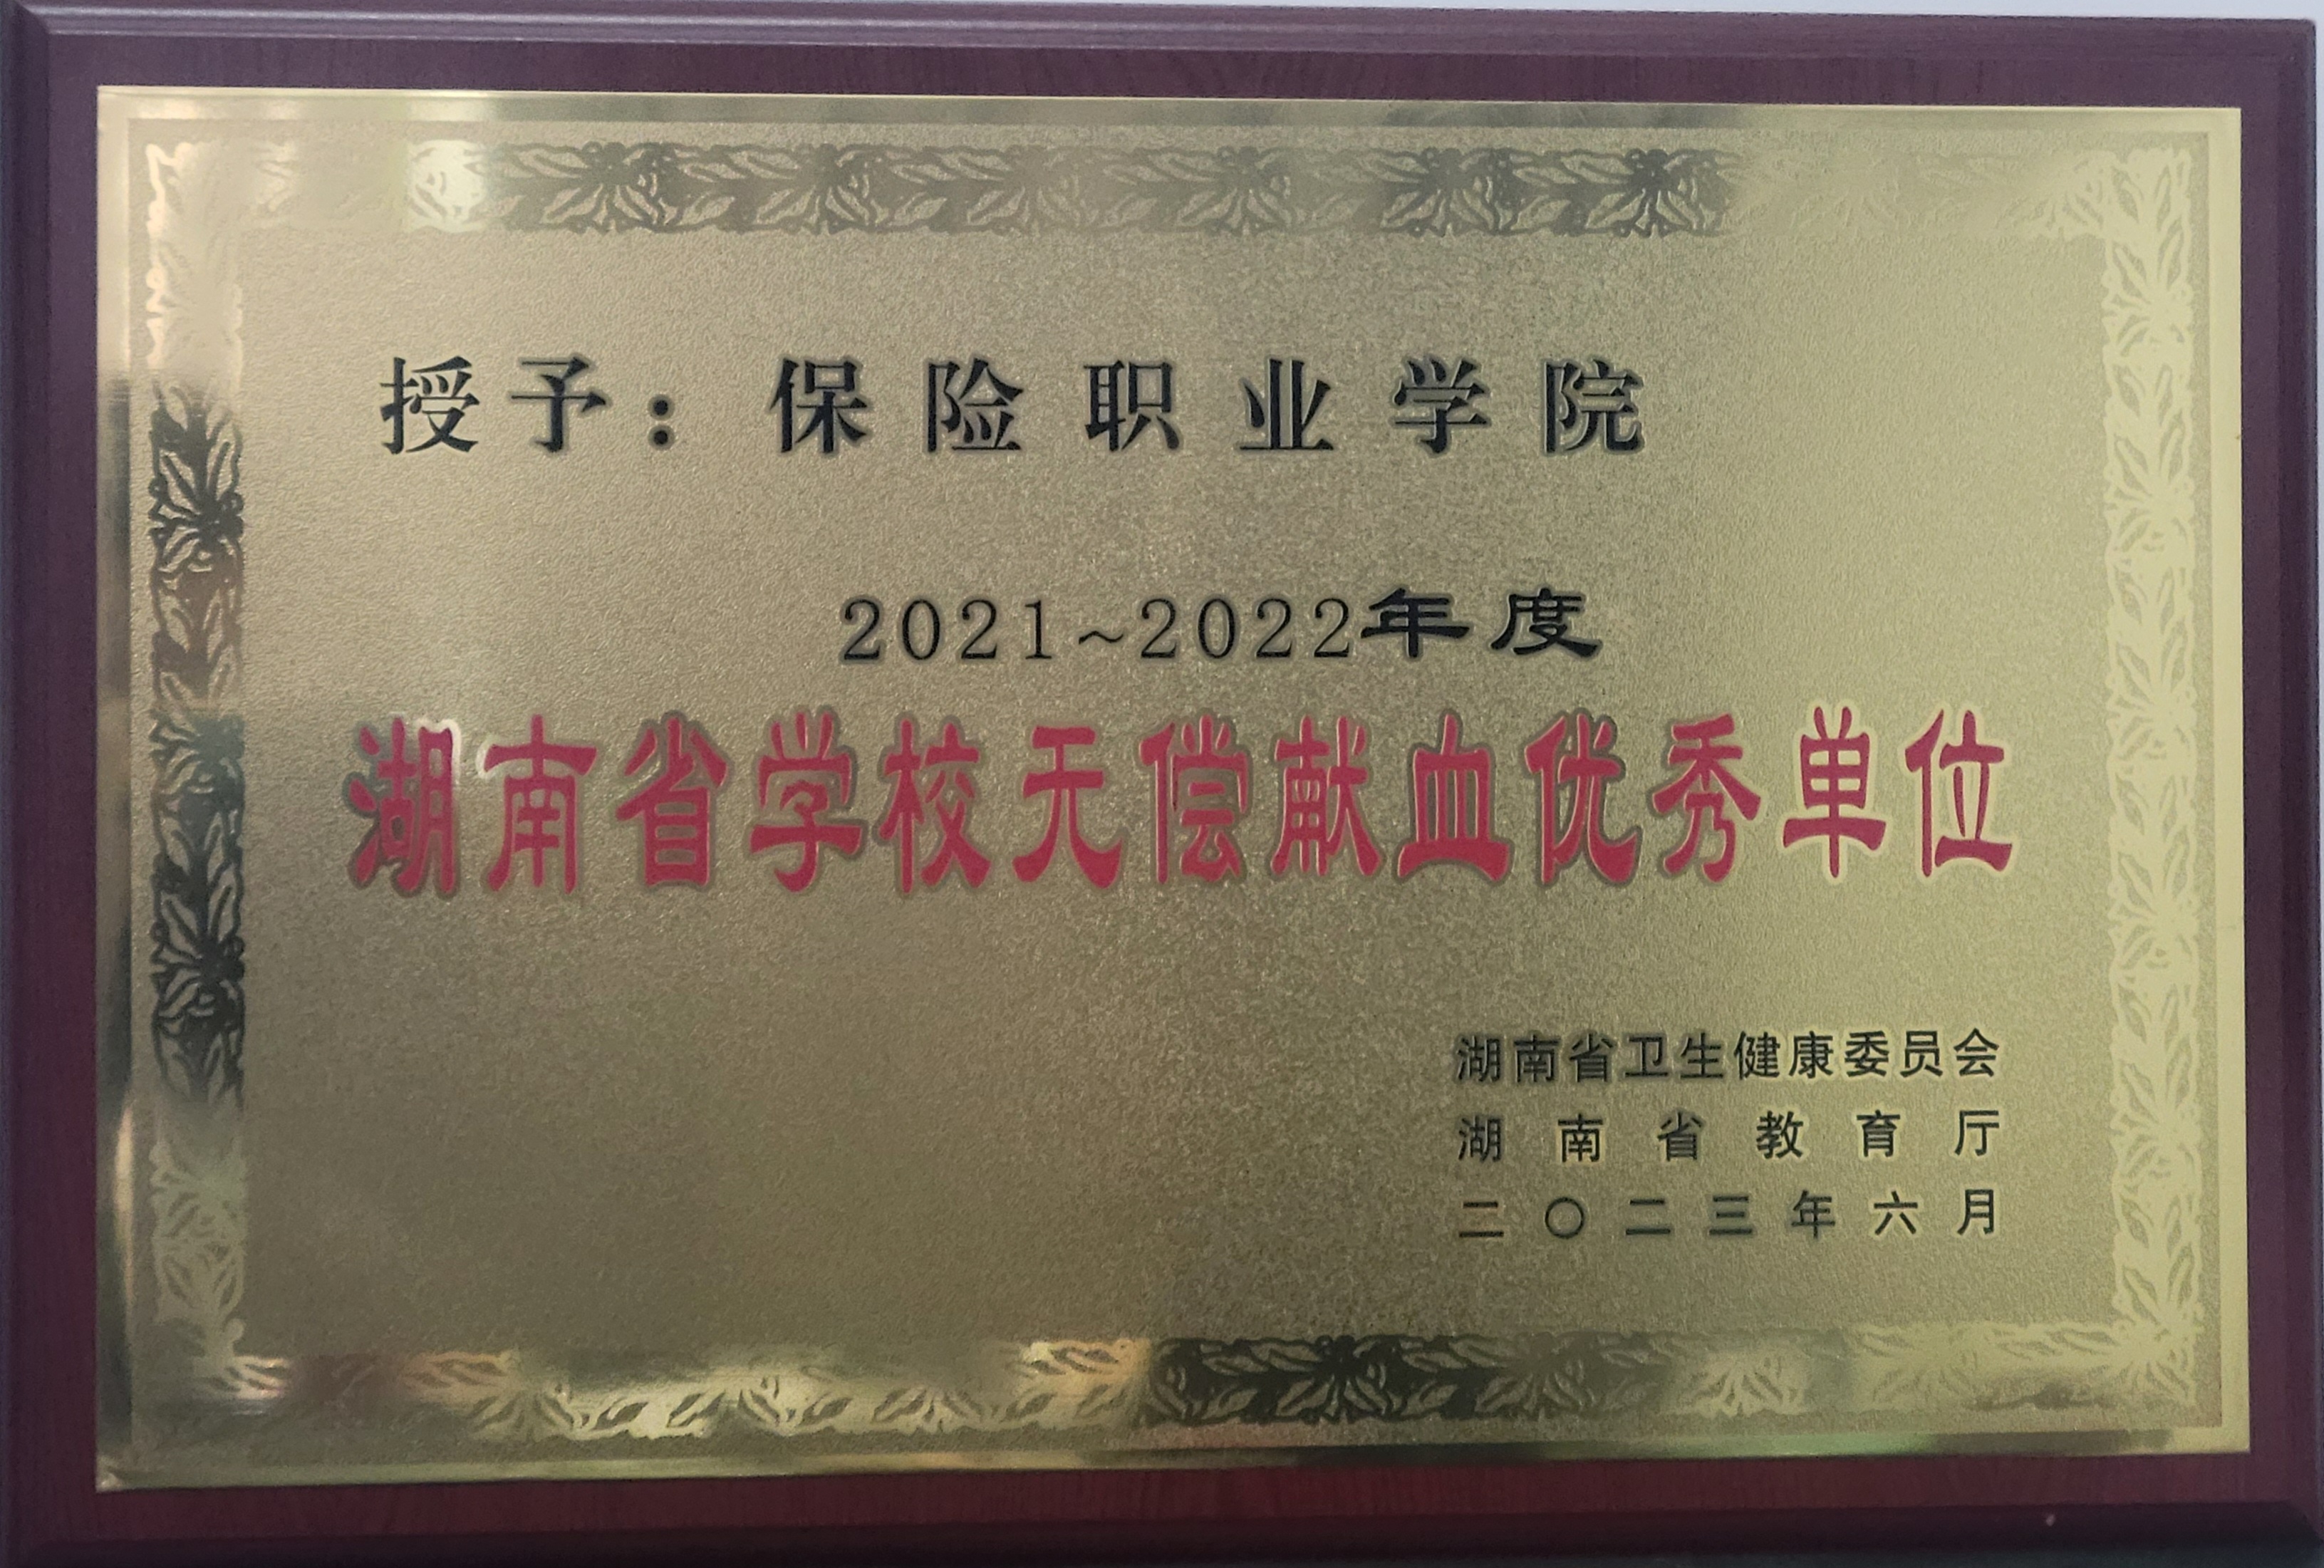 授予：保险职业学院
2021~2022年度
湖南省学校无偿献血优秀单位
湖南省卫生健康委员会
湖南省教育厅
二〇二三年六月